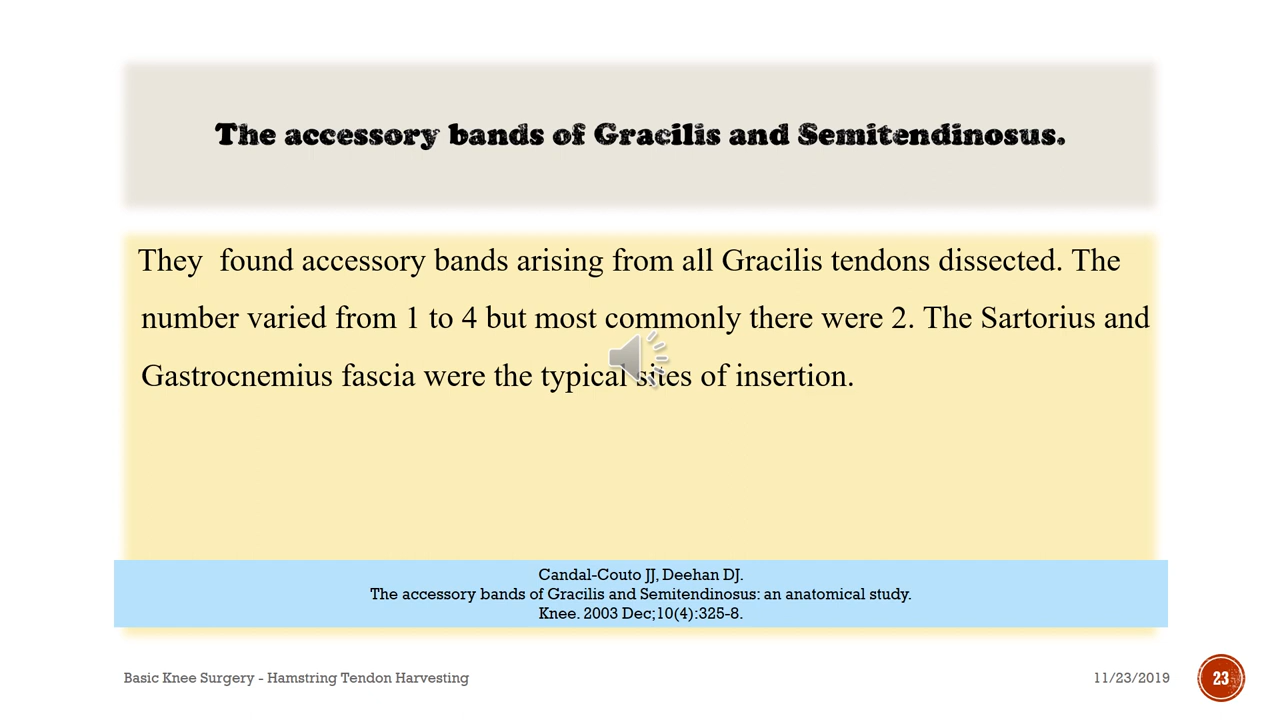 The accessory bands of Gracilis and Semitendinosus.
They  found accessory bands arising from all Gracilis tendons dissected. The
number varied from 1 to 4 but most commonly there were 2. The Sartorius and
Gastrocnemius fascia were the typical sites of insertion.
Candal-Couto JJ, Deehan DJ.
The accessory bands of Gracilis and Semitendinosus: an anatomical study.
Knee. 2003 Dec;10(4):325-8.
Basic Knee Surgery - Hamstring Tendon Harvesting
11/23/2019
23